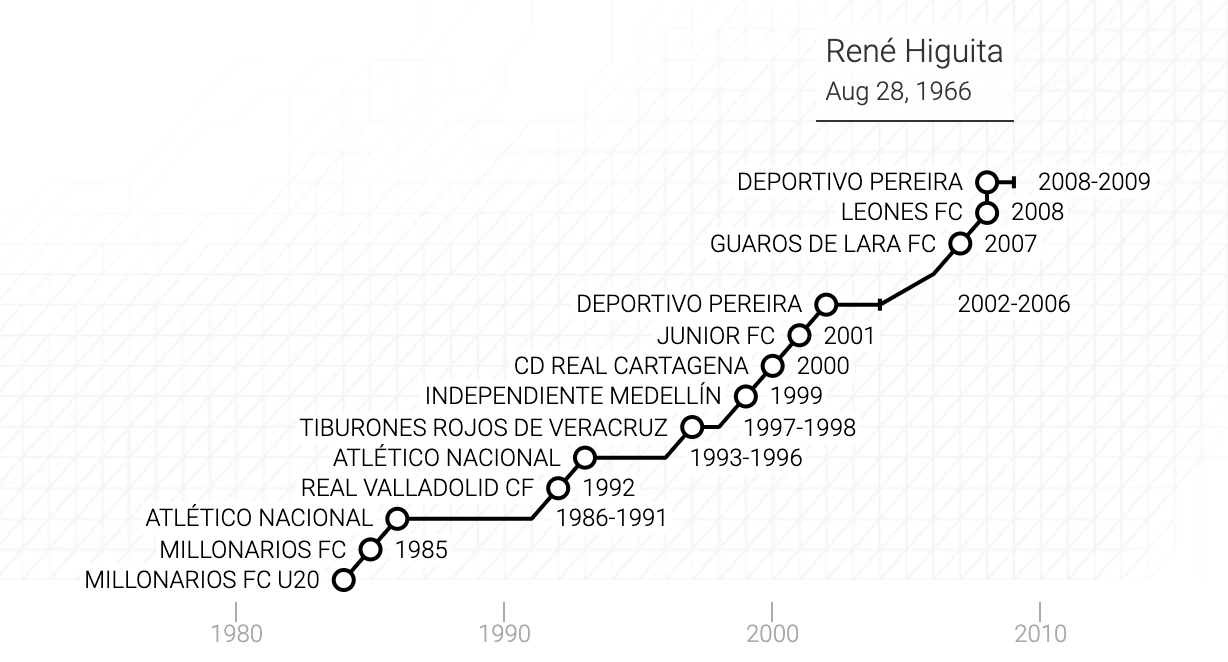 René Higuita
Aug 28, 1966
DEPORTIVO PEREIRA 2008-2009
LEONES FC 2008
GUAROS DE LARA FC 2007
DEPORTIVO PEREIRA 2002-2006
JUNIOR FC 2001
CD REAL CARTAGENA 2000
INDEPENDIENTE MEDELLÍN 1999
TIBURONES ROJOS DE VERACRUZ 1997-1998
ATLÉTICO NACIONAL 1993-1996
REAL VALLADOLID CF 1992
ATLÉTICO NACIONAL 1986-1991
MILLONARIOS FC 1985
MILLONARIOS FC U20
1980 1990 2000 2010